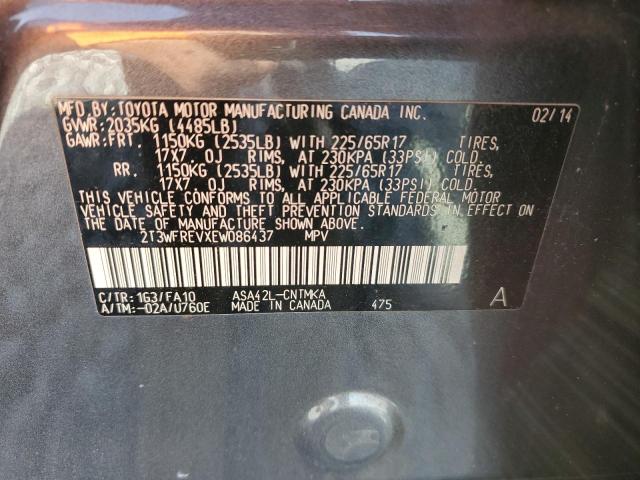 MFD.BY:TOYOTA MOTOR MANUFACTURING CANADA INC. 02/14
GVWR:2035KG (4485LB)
GAWR:FRT. 1150KG (2535LB) WITH 225/65R17 TIRES,
17X7.0J RIMS, AT 230KPA (33PSI) COLD.
RR. 1150KG (2535LB) WITH 225/65R17 TIRES,
17X7.0J RIMS, AT 230KPA (33PSI) COLD.
THIS VEHICLE CONFORMS TO ALL APPLICABLE FEDERAL MOTOR
VEHICLE SAFETY AND THEFT PREVENTION STANDARDS IN EFFECT ON
THE DATE OF MANUFACTURE SHOWN ABOVE.
2T3WFREVXEW086437 MPV
C/TR:1G3/FA10 ASA42L-CNTMKA
A/TM:-02A/U760E MADE IN CANADA 475 A